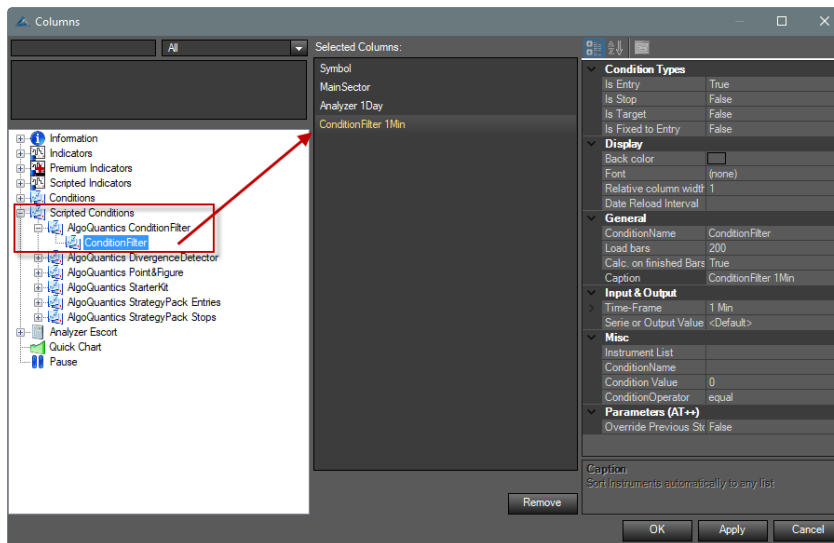 Columns
All
Selected Columns:
Symbol
MainSector
Analyzer 1Day
ConditionFilter 1Min
Information
Indicators
Premium Indicators
Scripted Indicators
Conditions
Scripted Conditions
AlgoQuantics ConditionFilter
ConditionFilter
AlgoQuantics DivergenceDetector
AlgoQuantics Point&Figure
AlgoQuantics StarterKit
AlgoQuantics StrategyPack Entries
AlgoQuantics StrategyPack Stops
Analyzer Escort
Quick Chart
Pause
Remove
Condition Types
Is Entry True
Is Stop False
Is Target False
Is Fixed to Entry False
Display
Back color
Font (none)
Relative column width 1
Date Reload Interval
General
ConditionName ConditionFilter
Load bars 200
Calc. on finished Bars True
Caption ConditionFilter 1Min
Input & Output
Time-Frame 1 Min
Serie or Output Value <Default>
Misc
Instrument List
ConditionName
Condition Value 0
ConditionOperator equal
Parameters (AT++)
Override Previous Sto False
Caption
Sort Instruments automatically to any list
OK Apply Cancel